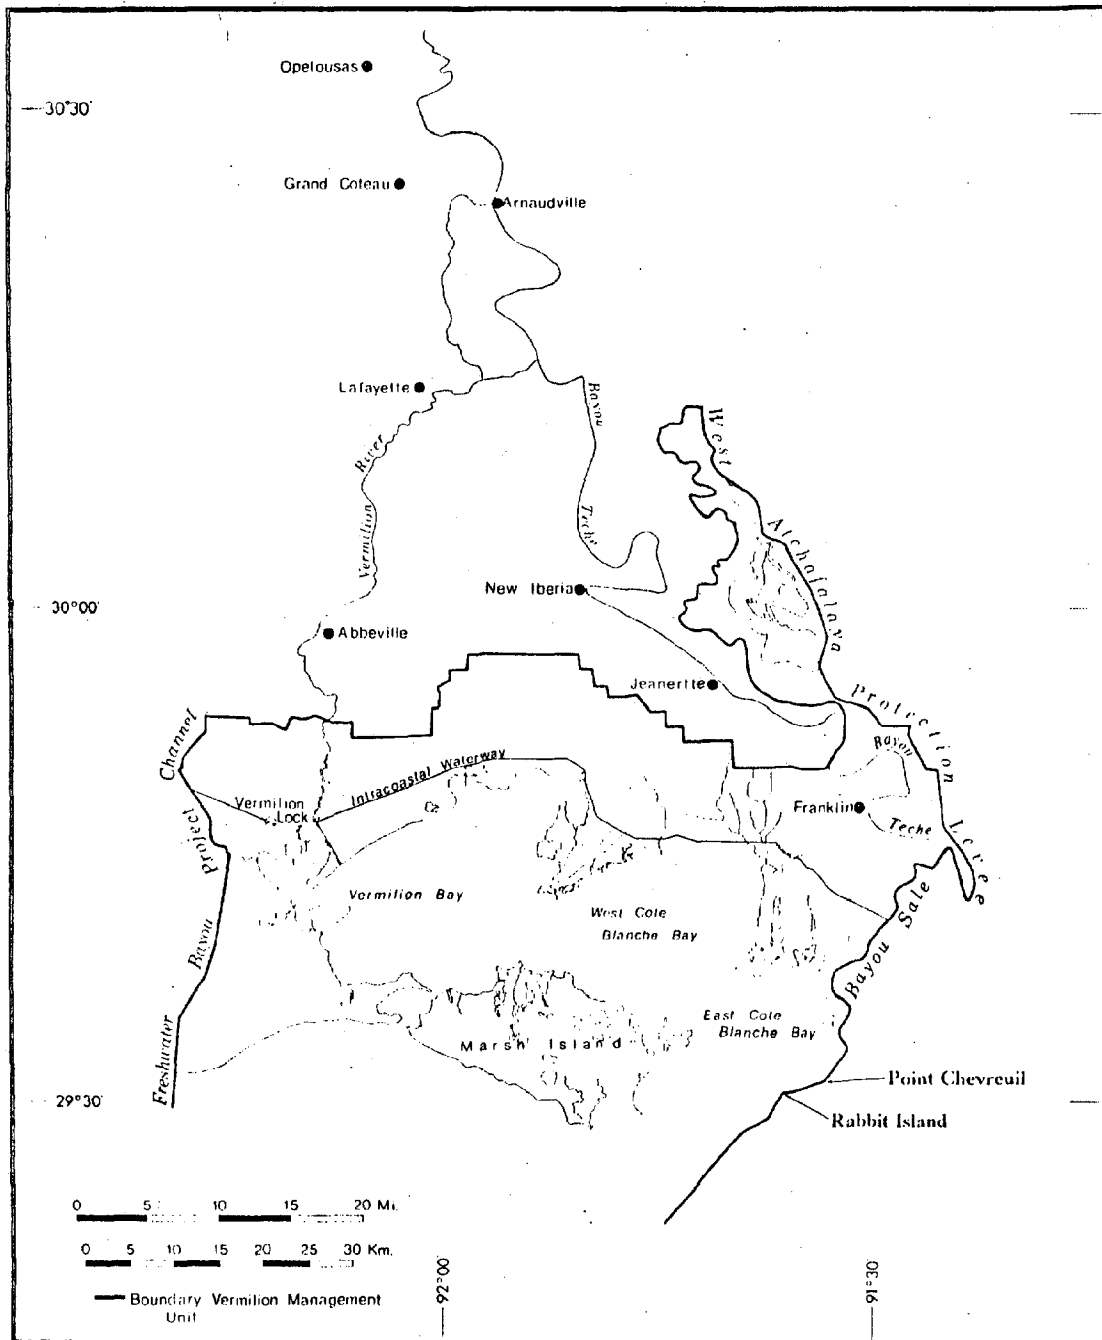 Opelousas
30°30'
Grand Coteau
Arnaudville
Lafayette
Bayou
Teche
West
Atchafalaya
Protection
Levee
River
Vermilion
New Iberia
30°00'
Abbeville
Jeanerette
Channel
Project
Bayou
Freshwater
Intracoastal Waterway
Vermilion
Lock
Bayou
Franklin
Teche
Vermilion Bay
West Cote
Blanche Bay
Bayou Sale
East Cote
Blanche Bay
Marsh Island
Point Chevreuil
29°30'
Rabbit Island
0 5 10 15 20 Mi.
0 5 10 15 20 25 30 Km.
Boundary Vermilion Management
Unit
92°00'
91°30'